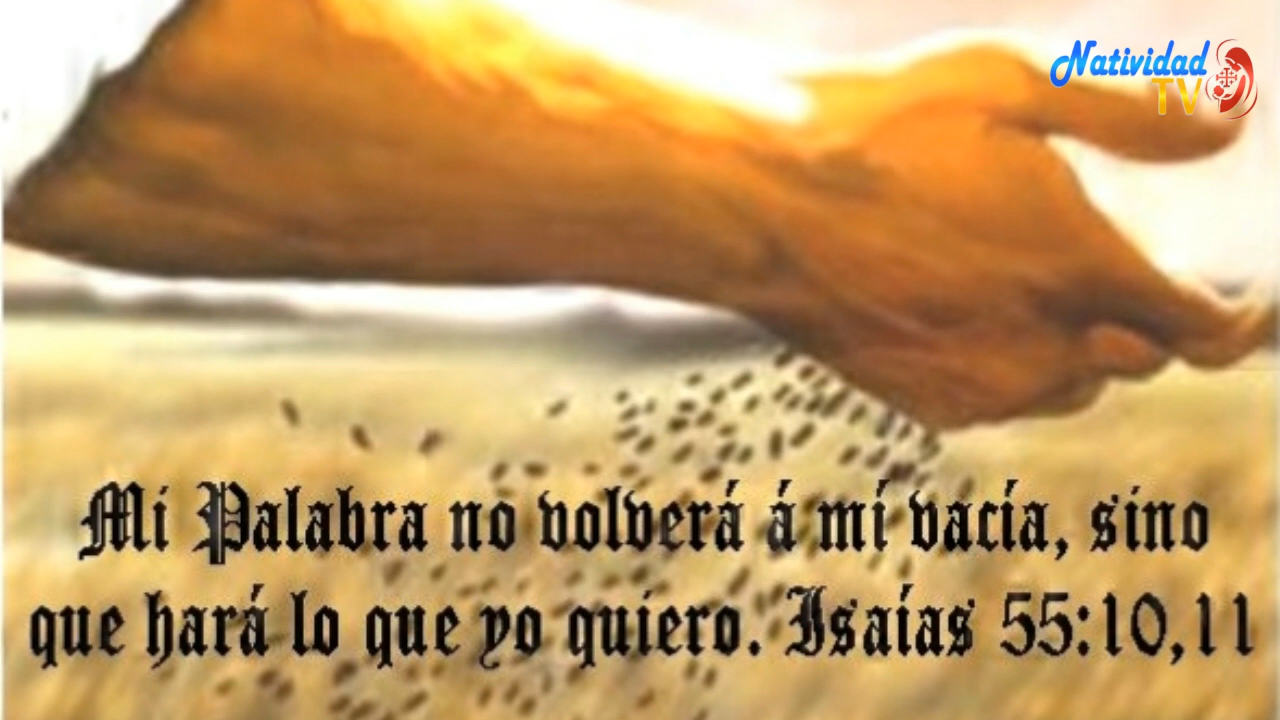 Natividad
TV
Mi Palabra no volverá á mí vacía, sino
que hará lo que yo quiero. Isaías 55:10,11